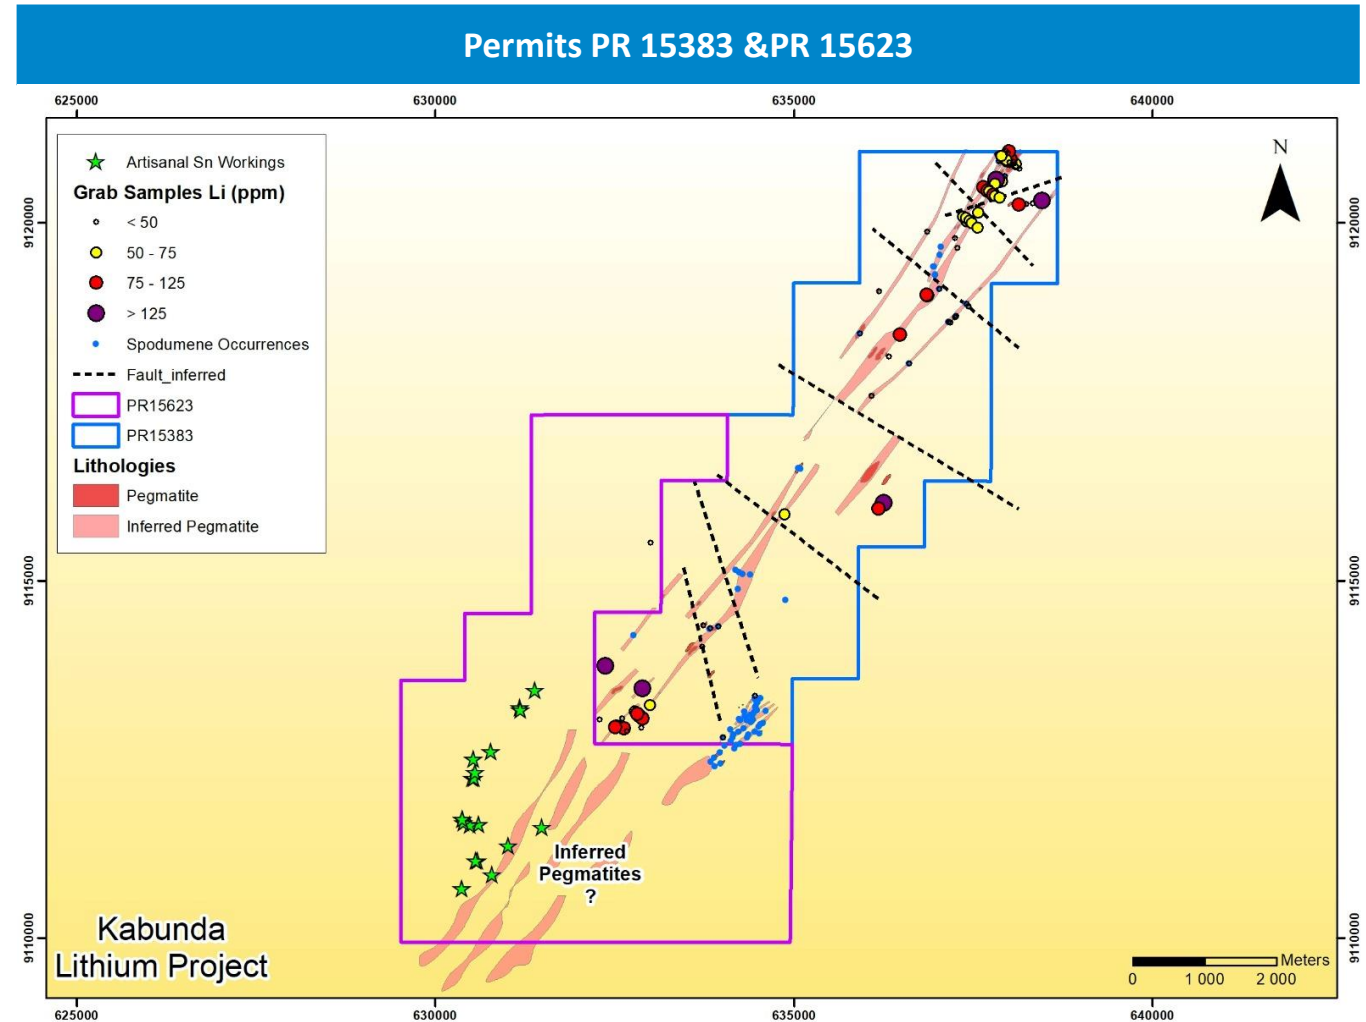 Permits PR 15383 &PR 15623
625000 630000 635000 640000
Artisanal Sn Workings
Grab Samples Li (ppm)
< 50
50 - 75
75 - 125
> 125
Spodumene Occurrences
Fault_inferred
PR15623
PR15383
Lithologies
Pegmatite
Inferred Pegmatite
N
9120000
9120000
9115000
9115000
9110000
9110000
Inferred
Pegmatites
?
Kabunda
Lithium Project
Meters
0 1 000 2 000
625000 630000 635000 640000